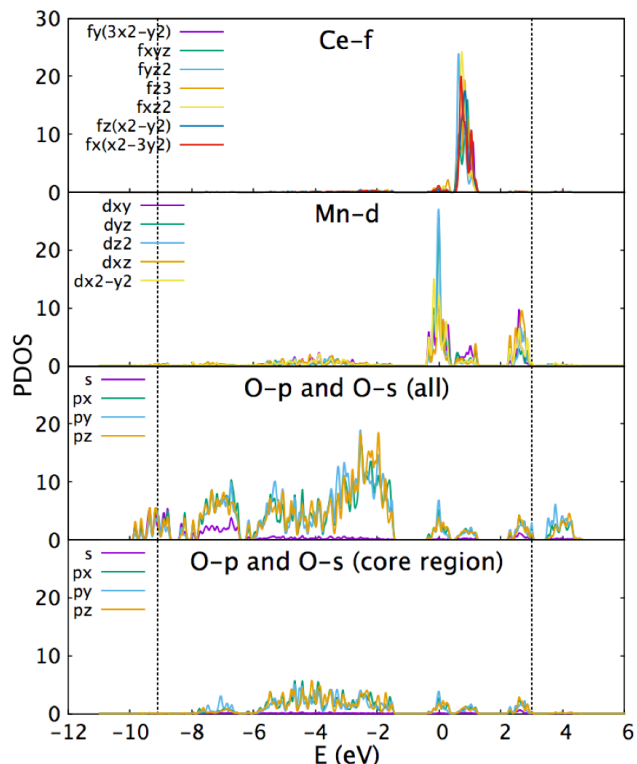 30
20
10
0
Ce-f
fy(3x2-y2)
fxyz
fyz2
fz3
fxz2
fz(x2-y2)
fx(x2-3y2)
20
10
0
Mn-d
dxy
dyz
dz2
dxz
dx2-y2
PDOS
20
10
0
O-p and O-s (all)
s
px
py
pz
20
10
0
O-p and O-s (core region)
s
px
py
pz
-12 -10 -8 -6 -4 -2 0 2 4 6
E (eV)